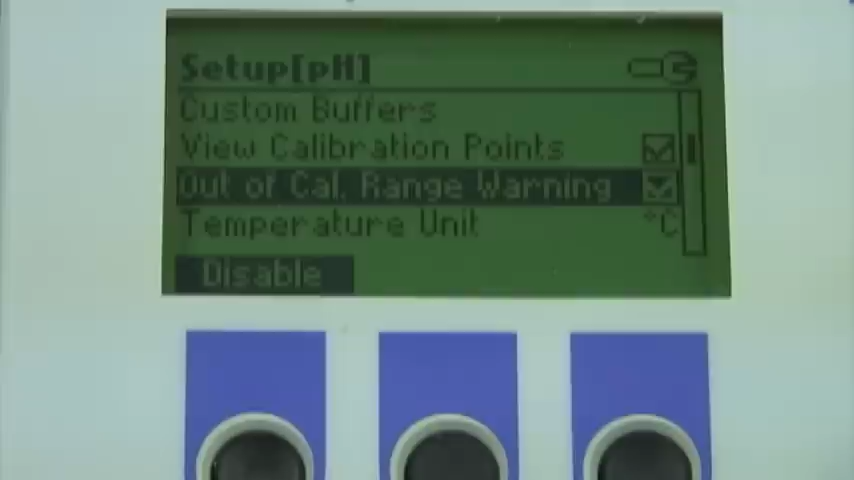 Setup[pH]
Custom Buffers
View Calibration Points
Out of Cal. Range Warning
Temperature Unit °C
Disable